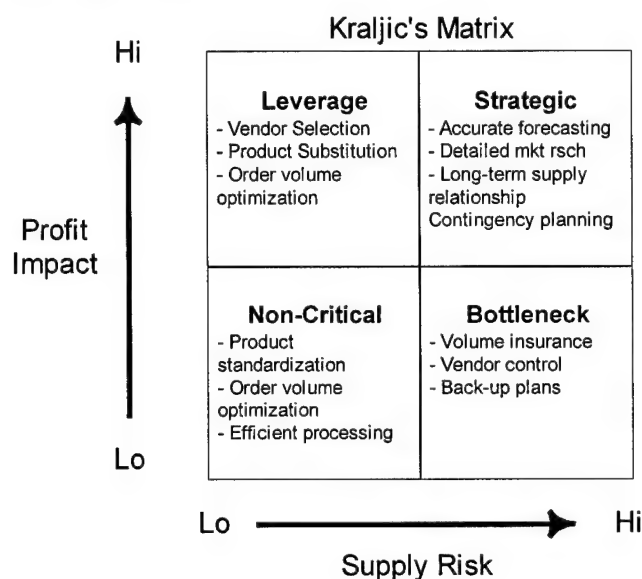 Kraljic's Matrix
Hi
Profit
Impact
Lo
Leverage
- Vendor Selection
- Product Substitution
- Order volume
optimization
Strategic
- Accurate forecasting
- Detailed mkt rsch
- Long-term supply
relationship
Contingency planning
Non-Critical
- Product
standardization
- Order volume
optimization
- Efficient processing
Bottleneck
- Volume insurance
- Vendor control
- Back-up plans
Lo
Hi
Supply Risk